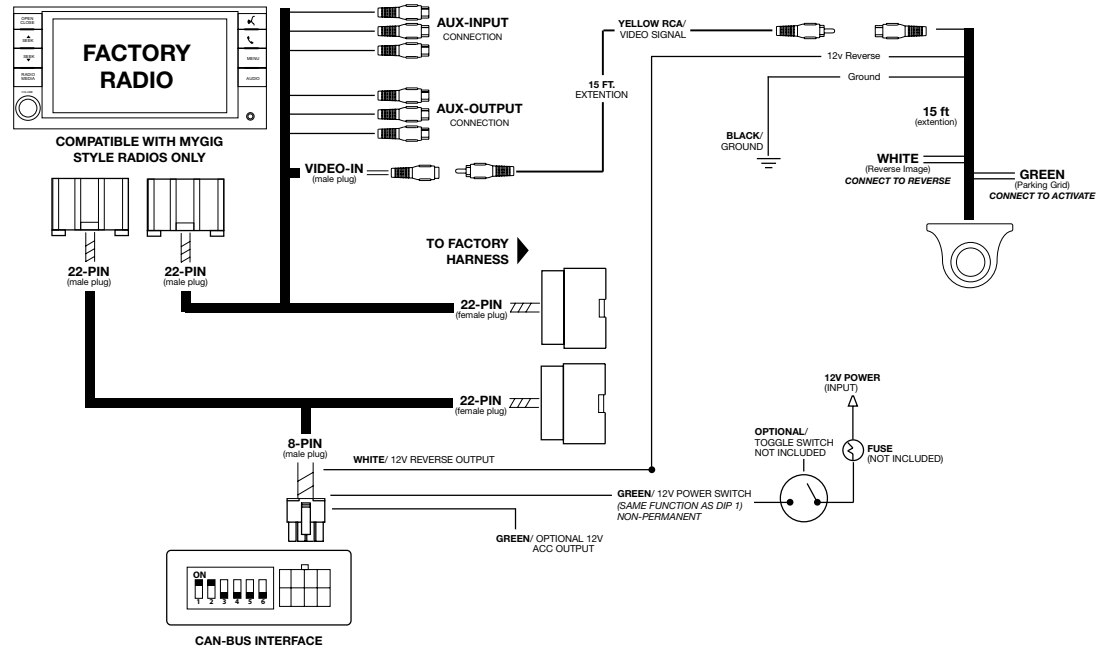 OPEN
CLOSE
SEEK
SEEK
RADIO
MEDIA
VOLUME
FACTORY
RADIO
MENU
AUDIO
COMPATIBLE WITH MYGIG
STYLE RADIOS ONLY
AUX-INPUT
CONNECTION
AUX-OUTPUT
CONNECTION
VIDEO-IN
(male plug)
YELLOW RCA/
VIDEO SIGNAL
15 FT.
EXTENTION
12v Reverse
Ground
BLACK/
GROUND
15 ft
(extention)
WHITE
(Reverse Image)
CONNECT TO REVERSE
GREEN
(Parking Grid)
CONNECT TO ACTIVATE
22-PIN
(male plug)
22-PIN
(male plug)
TO FACTORY
HARNESS
22-PIN
(female plug)
22-PIN
(female plug)
8-PIN
(male plug)
WHITE/ 12V REVERSE OUTPUT
GREEN/ 12V POWER SWITCH
(SAME FUNCTION AS DIP 1)
NON-PERMANENT
GREEN/ OPTIONAL 12V
ACC OUTPUT
12V POWER
(INPUT)
OPTIONAL/
TOGGLE SWITCH
NOT INCLUDED
FUSE
(NOT INCLUDED)
ON
1 2 3 4 5 6
CAN-BUS INTERFACE